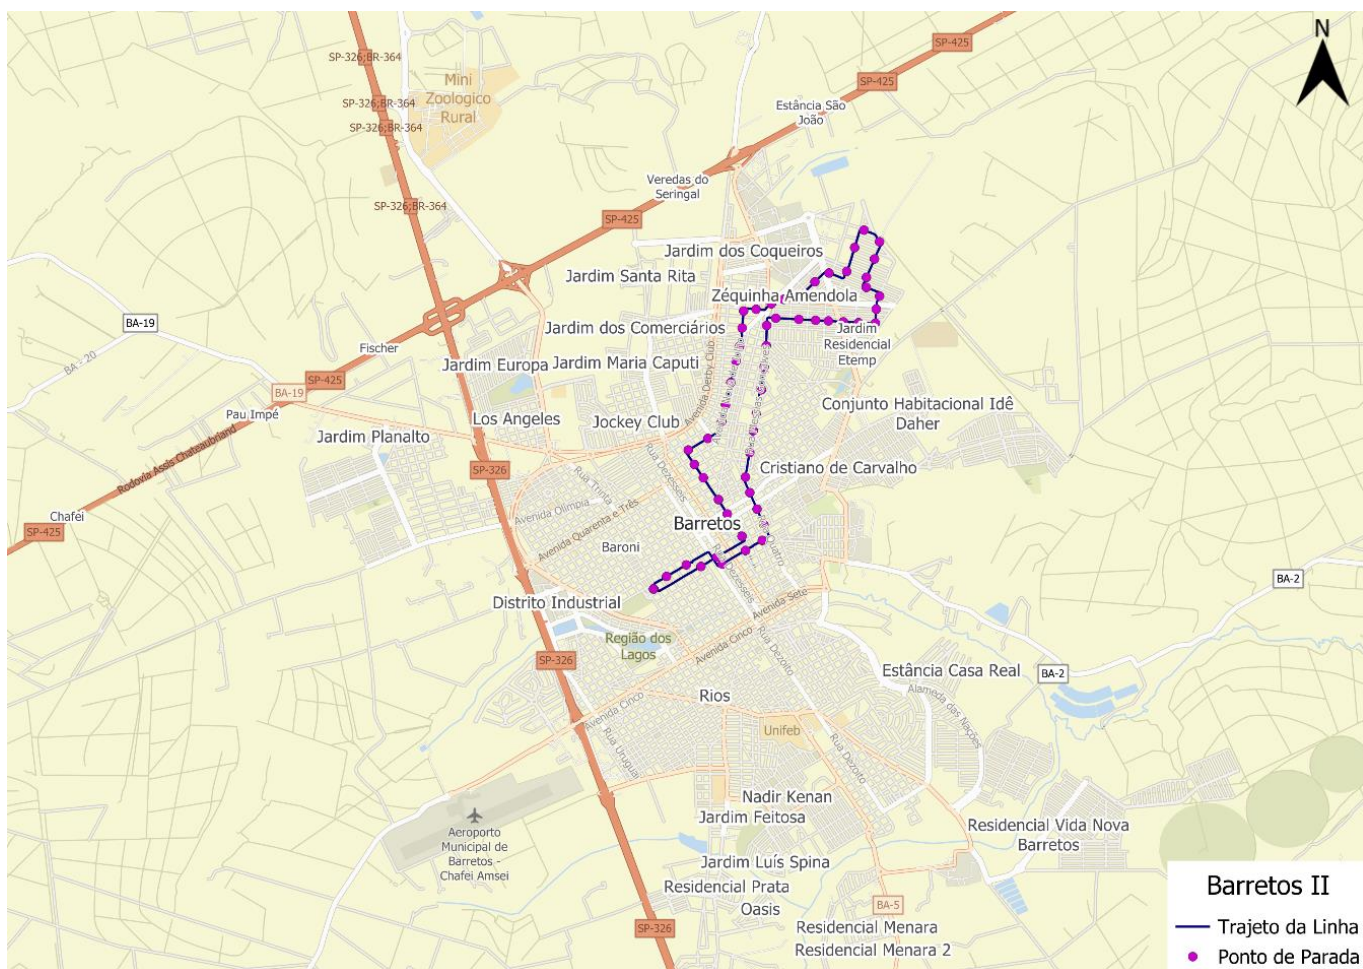 N
SP-425
SP-326;BR-364
Mini
Zoologico
Rural
SP-425
SP-326;BR-364
SP-326;BR-364
Estância São
João
Veredas do
Seringal
SP-326;BR-364
SP-425
Jardim dos Coqueiros
Jardim Santa Rita
Zéquinha Amendola
BA-19
Jardim dos Comerciários
Jardim
Residencial
Etemp
Fischer
BA - 20
Jardim Europa
Jardim Maria Caputi
Avenida Derby Club
SP-425
BA-19
Pau Impé
Los Angeles
Jockey Club
Conjunto Habitacional Idê
Daher
Jardim Planalto
Rodovia Assis Chateaubriand
SP-326
Rua Trinta
Rua Dezesseis
Cristiano de Carvalho
Chafei
SP-425
Avenida Olimpia
Avenida Quarenta e Três
Barretos
Baroni
Rua Quatro
Rua Dezesseis
BA-2
Distrito Industrial
Avenida Sete
Região dos
Lagos
Avenida Cinco
Rua Dezoito
SP-326
Estância Casa Real
BA-2
Alameda das Nações
Rios
Avenida Cinco
Rua Uruguai
Unifeb
Rua Dezoito
Nadir Kenan
Jardim Feitosa
Aeroporto
Municipal de
Barretos -
Chafei Amsei
Residencial Vida Nova
Barretos
Jardim Luís Spina
Residencial Prata
Oasis
BA-5
SP-326
Residencial Menara
Residencial Menara 2
Barretos II
Trajeto da Linha
Ponto de Parada